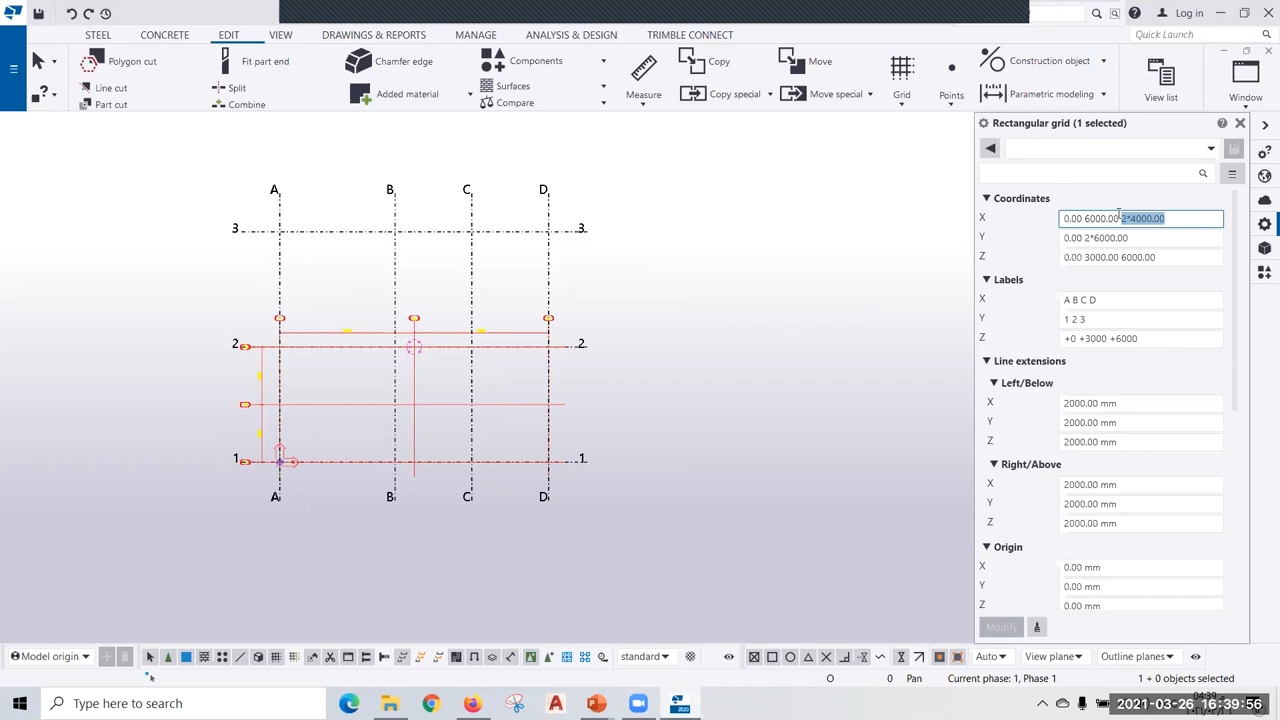 Log in
STEEL CONCRETE EDIT VIEW DRAWINGS & REPORTS MANAGE ANALYSIS & DESIGN TRIMBLE CONNECT Quick Launch
Polygon cut Fit part end Chamfer edge Components Copy Move Construction object
Line cut Split Added material Surfaces Measure Copy special Move special Grid Points Parametric modeling View list Window
Part cut Combine Compare
Rectangular grid (1 selected)
Coordinates
X 0.00 6000.00 2*4000.00
Y 0.00 2*6000.00
Z 0.00 3000.00 6000.00
Labels
X A B C D
Y 1 2 3
Z +0 +3000 +6000
Line extensions
Left/Below
X 2000.00 mm
Y 2000.00 mm
Z 2000.00 mm
Right/Above
X 2000.00 mm
Y 2000.00 mm
Z 2000.00 mm
Origin
X 0.00 mm
Y 0.00 mm
Z 0.00 mm
Modify
A B C D
3 3
2 2
1 1
A B C D
Model origin standard Auto View plane Outline planes
O 0 Pan Current phase: 1, Phase 1 1 + 0 objects selected
Type here to search
04:39
2021-03-26 16:39:56